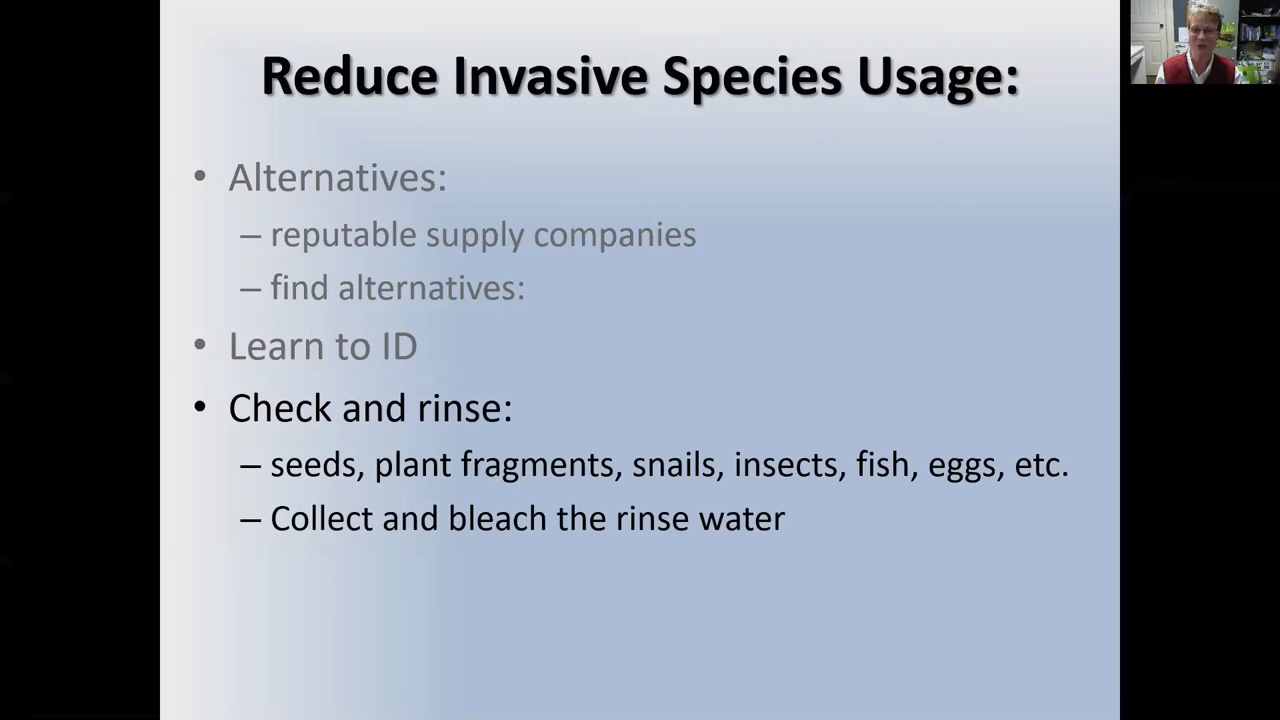 Reduce Invasive Species Usage:
• Alternatives:
– reputable supply companies
– find alternatives:
• Learn to ID
• Check and rinse:
– seeds, plant fragments, snails, insects, fish, eggs, etc.
– Collect and bleach the rinse water